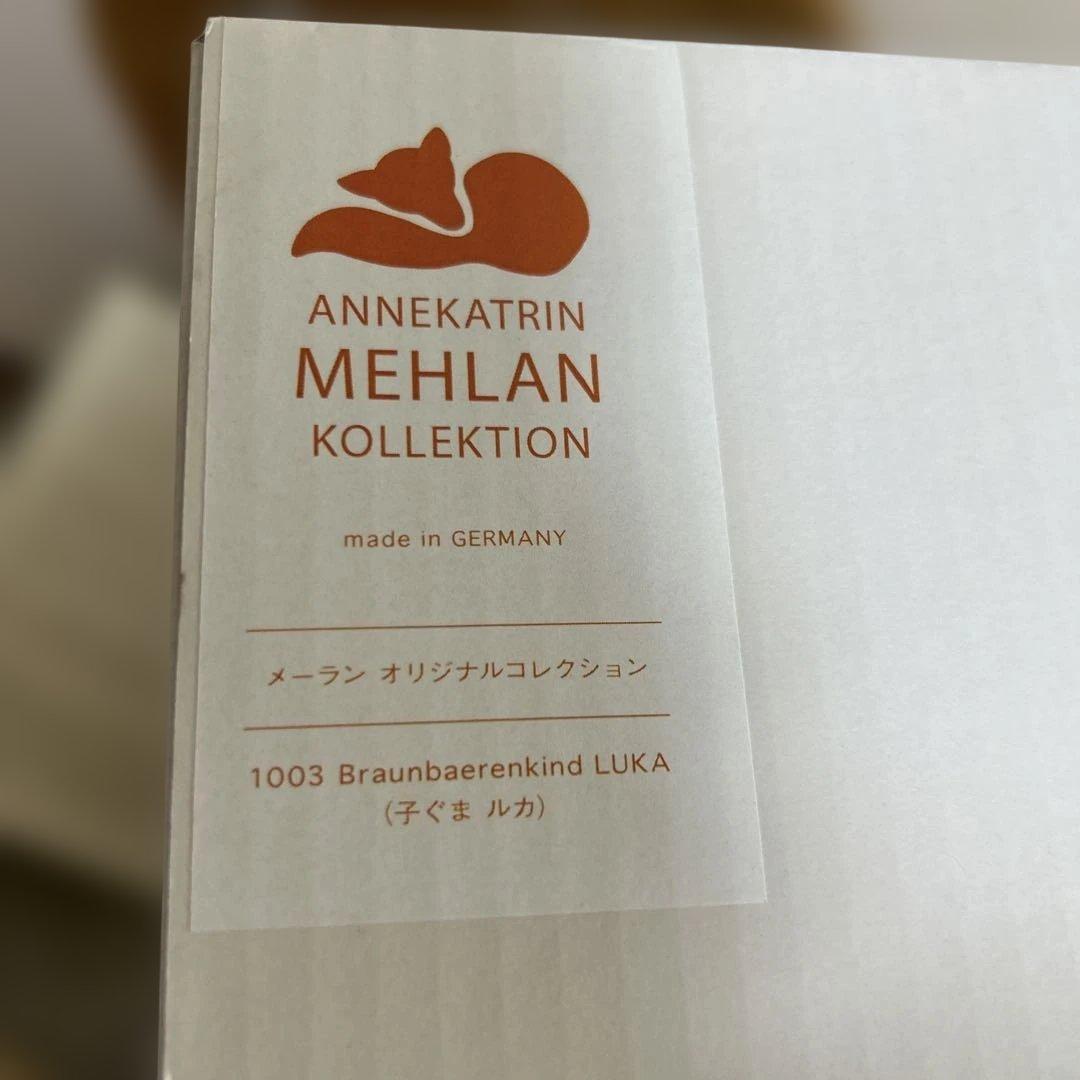 ANNEKATRIN
MEHLAN
KOLLEKTION
made in GERMANY
メーラン オリジナルコレクション
1003 Braunbaerenkind LUKA
(子ぐま ルカ)